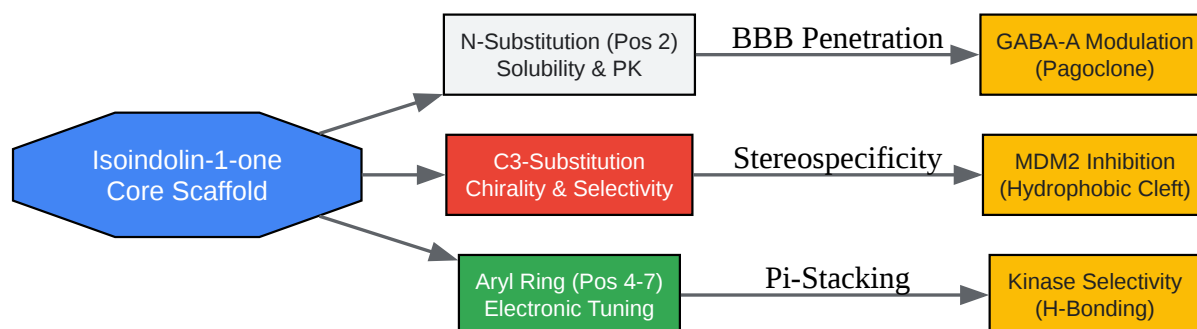 N-Substitution (Pos 2)
Solubility & PK
BBB Penetration
GABA-A Modulation
(Pagoclone)
Isoindolin-1-one
Core Scaffold
C3-Substitution
Chirality & Selectivity
Stereospecificity
MDM2 Inhibition
(Hydrophobic Cleft)
Aryl Ring (Pos 4-7)
Electronic Tuning
Pi-Stacking
Kinase Selectivity
(H-Bonding)